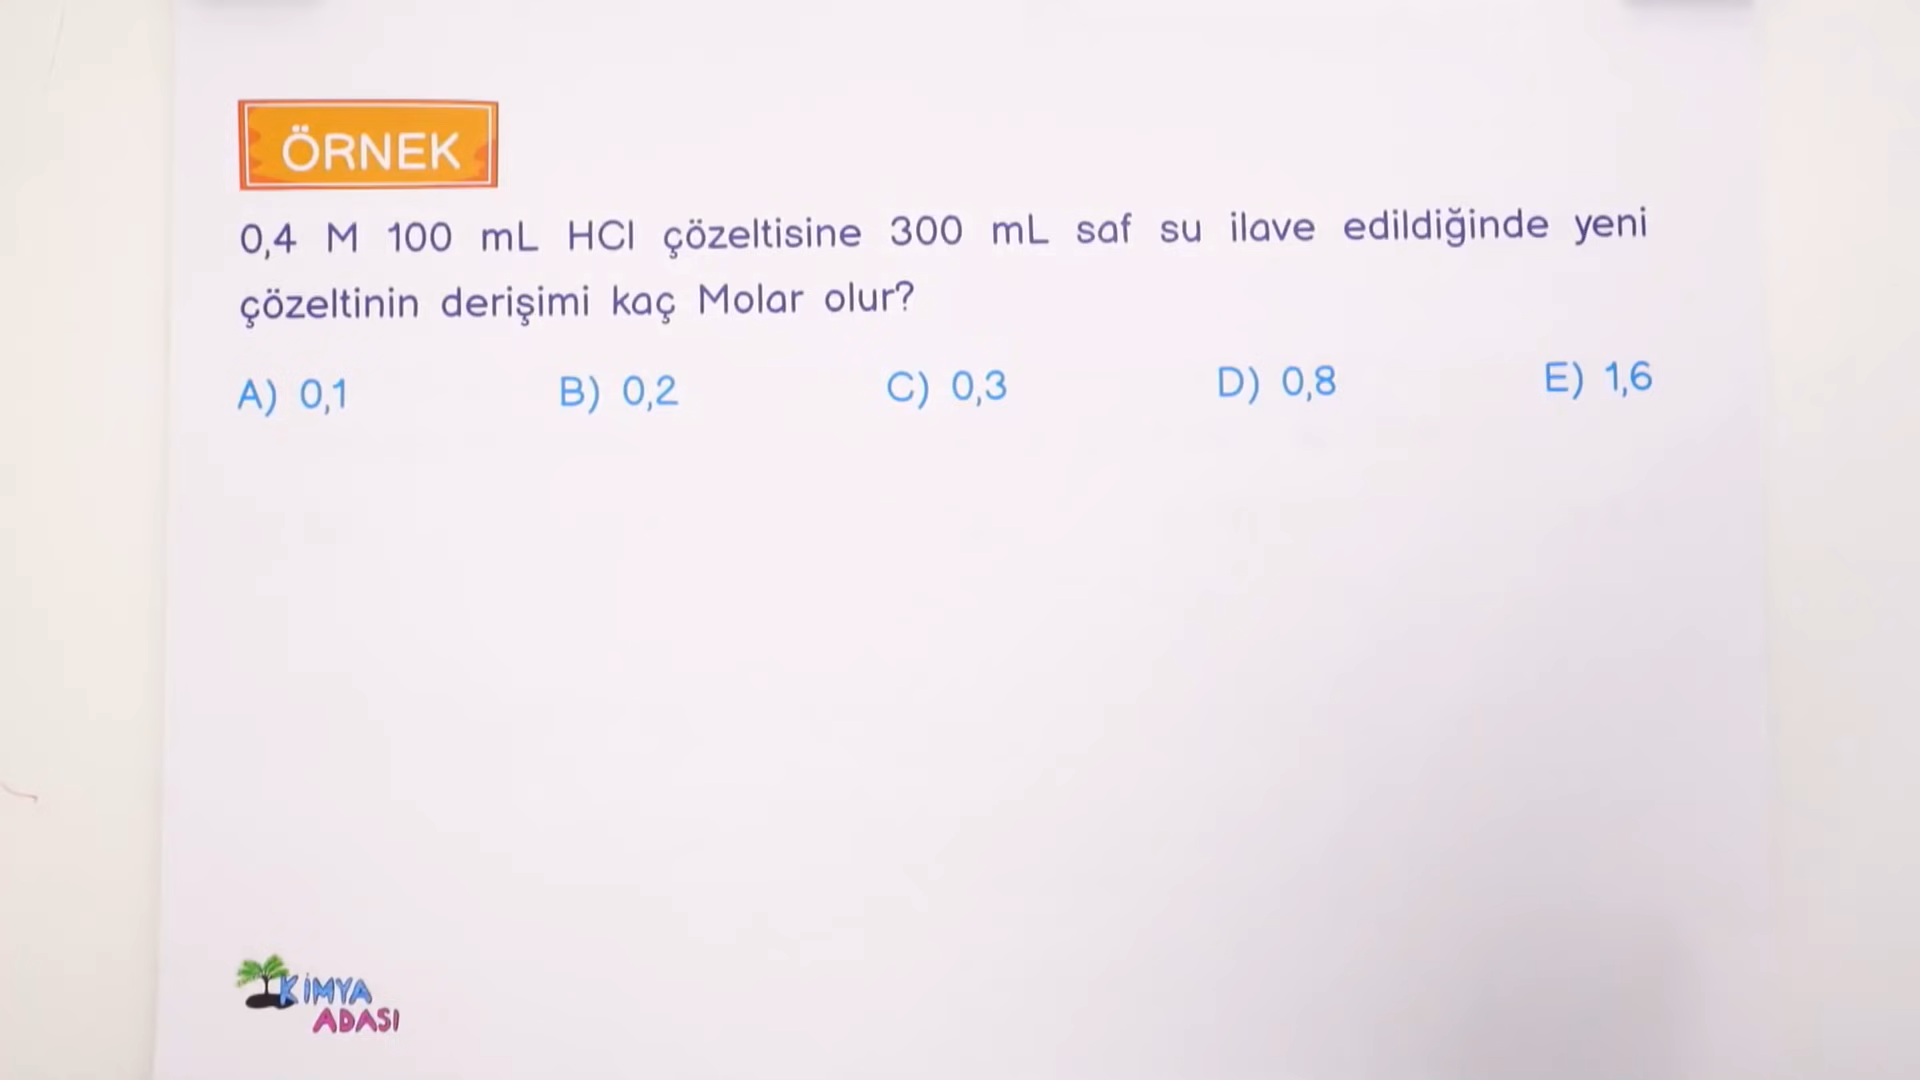 ÖRNEK
0,4 M 100 mL HCl çözeltisine 300 mL saf su ilave edildiğinde yeni
çözeltinin derişimi kaç Molar olur?
A) 0,1 B) 0,2 C) 0,3 D) 0,8 E) 1,6
KİMYA
ADASI